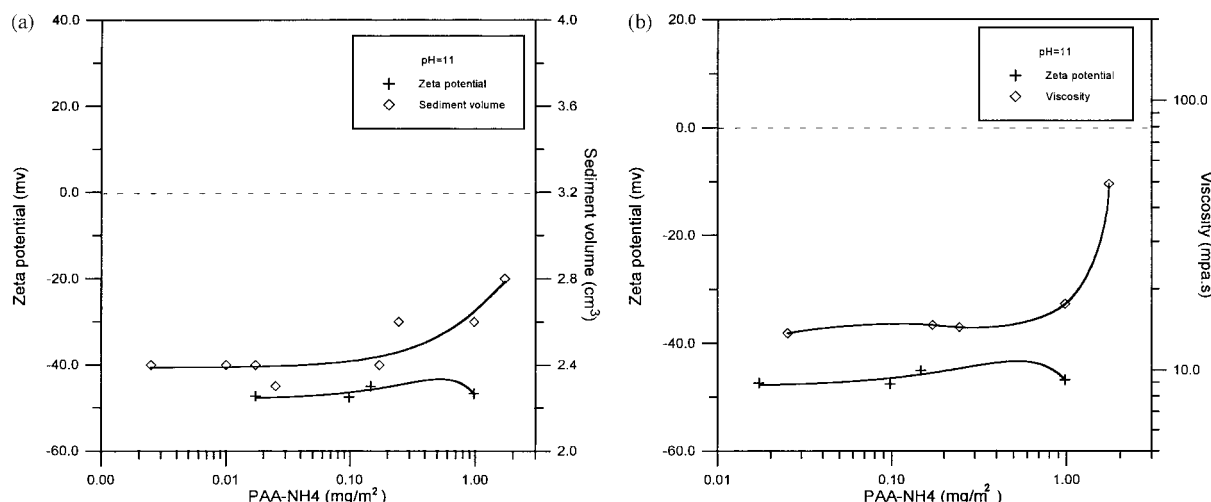 (a)
40.0
20.0
0.0
-20.0
-40.0
-60.0
Zeta potential (mv)
pH=11
Zeta potential
Sediment volume
4.0
3.6
3.2
2.8
2.4
2.0
Sediment volume (cm³)
0.00
0.01
0.10
1.00
PAA-NH4 (mg/m²)
(b)
20.0
0.0
-20.0
-40.0
-60.0
Zeta potential (mv)
pH=11
Zeta potential
Viscosity
100.0
10.0
Viscosity (mpa.s)
0.01
0.10
1.00
PAA-NH4 (mg/m²)